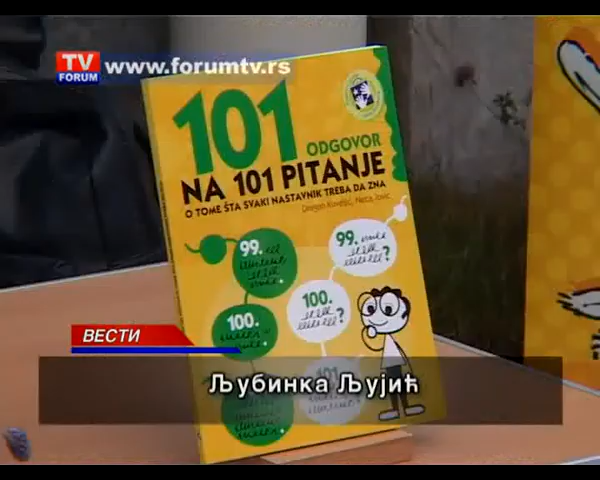 TV
FORUM
www.forumtv.rs
101
ODGOVOR
NA 101 PITANJE
O TOME ŠTA SVAKI NASTAVNIK TREBA DA ZNA
99.
99.
?
100.
?
100.
101
ВЕСТИ
Љубинка Љујић